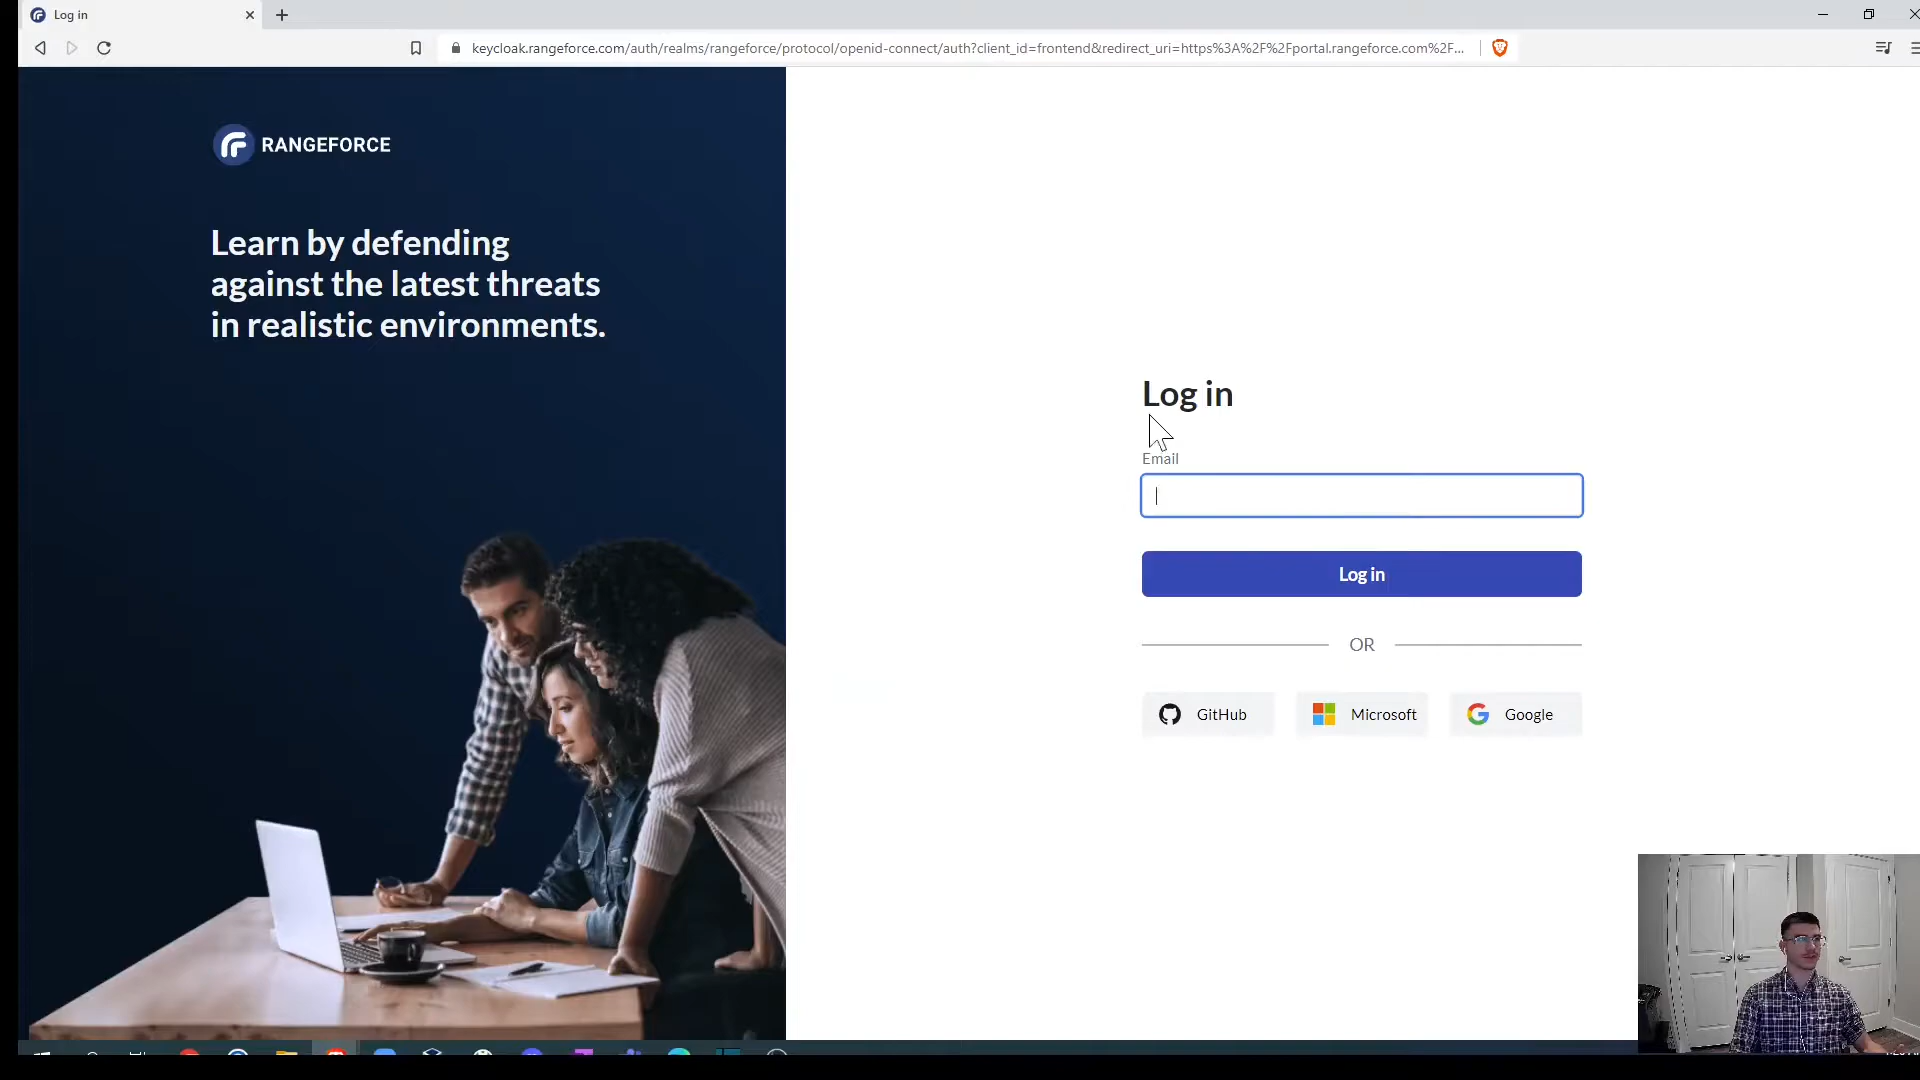 Log in
keycloak.rangeforce.com/auth/realms/rangeforce/protocol/openid-connect/auth?client_id=frontend&redirect_uri=https%3A%2F%2Fportal.rangeforce.com%2F...
RANGEFORCE
Learn by defending
against the latest threats
in realistic environments.
Log in
Email
Log in
OR
GitHub
Microsoft
Google